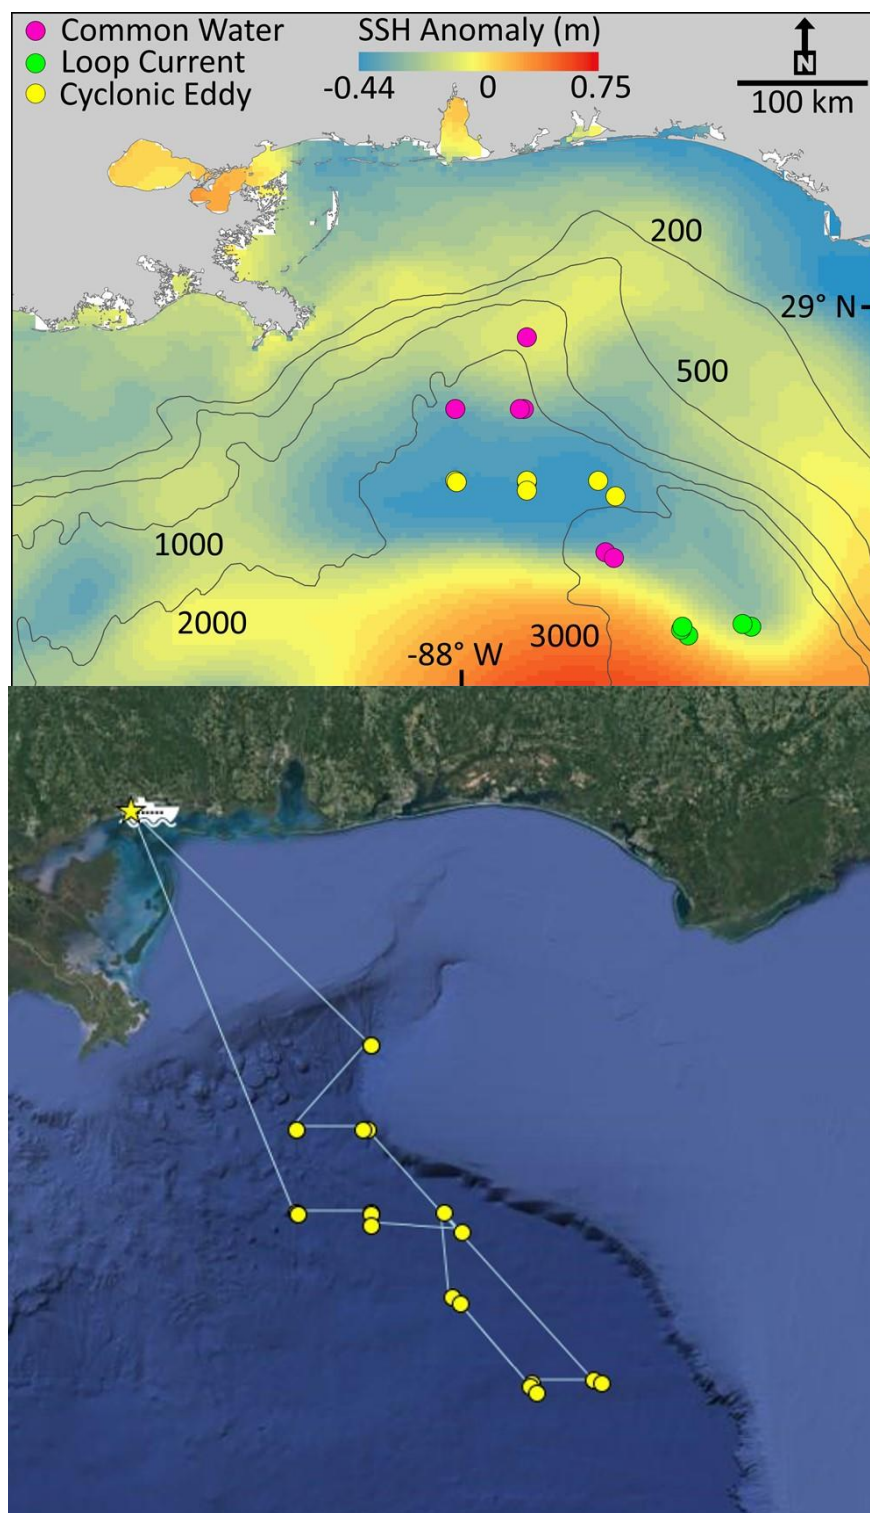 Common Water
Loop Current
Cyclonic Eddy
SSH Anomaly (m)
-0.44 0 0.75
N
100 km
200
29° N
500
1000
2000
3000
-88° W